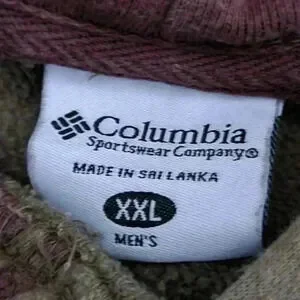 Columbia
Sportswear Company®
MADE IN SRI LANKA
XXL
MEN'S